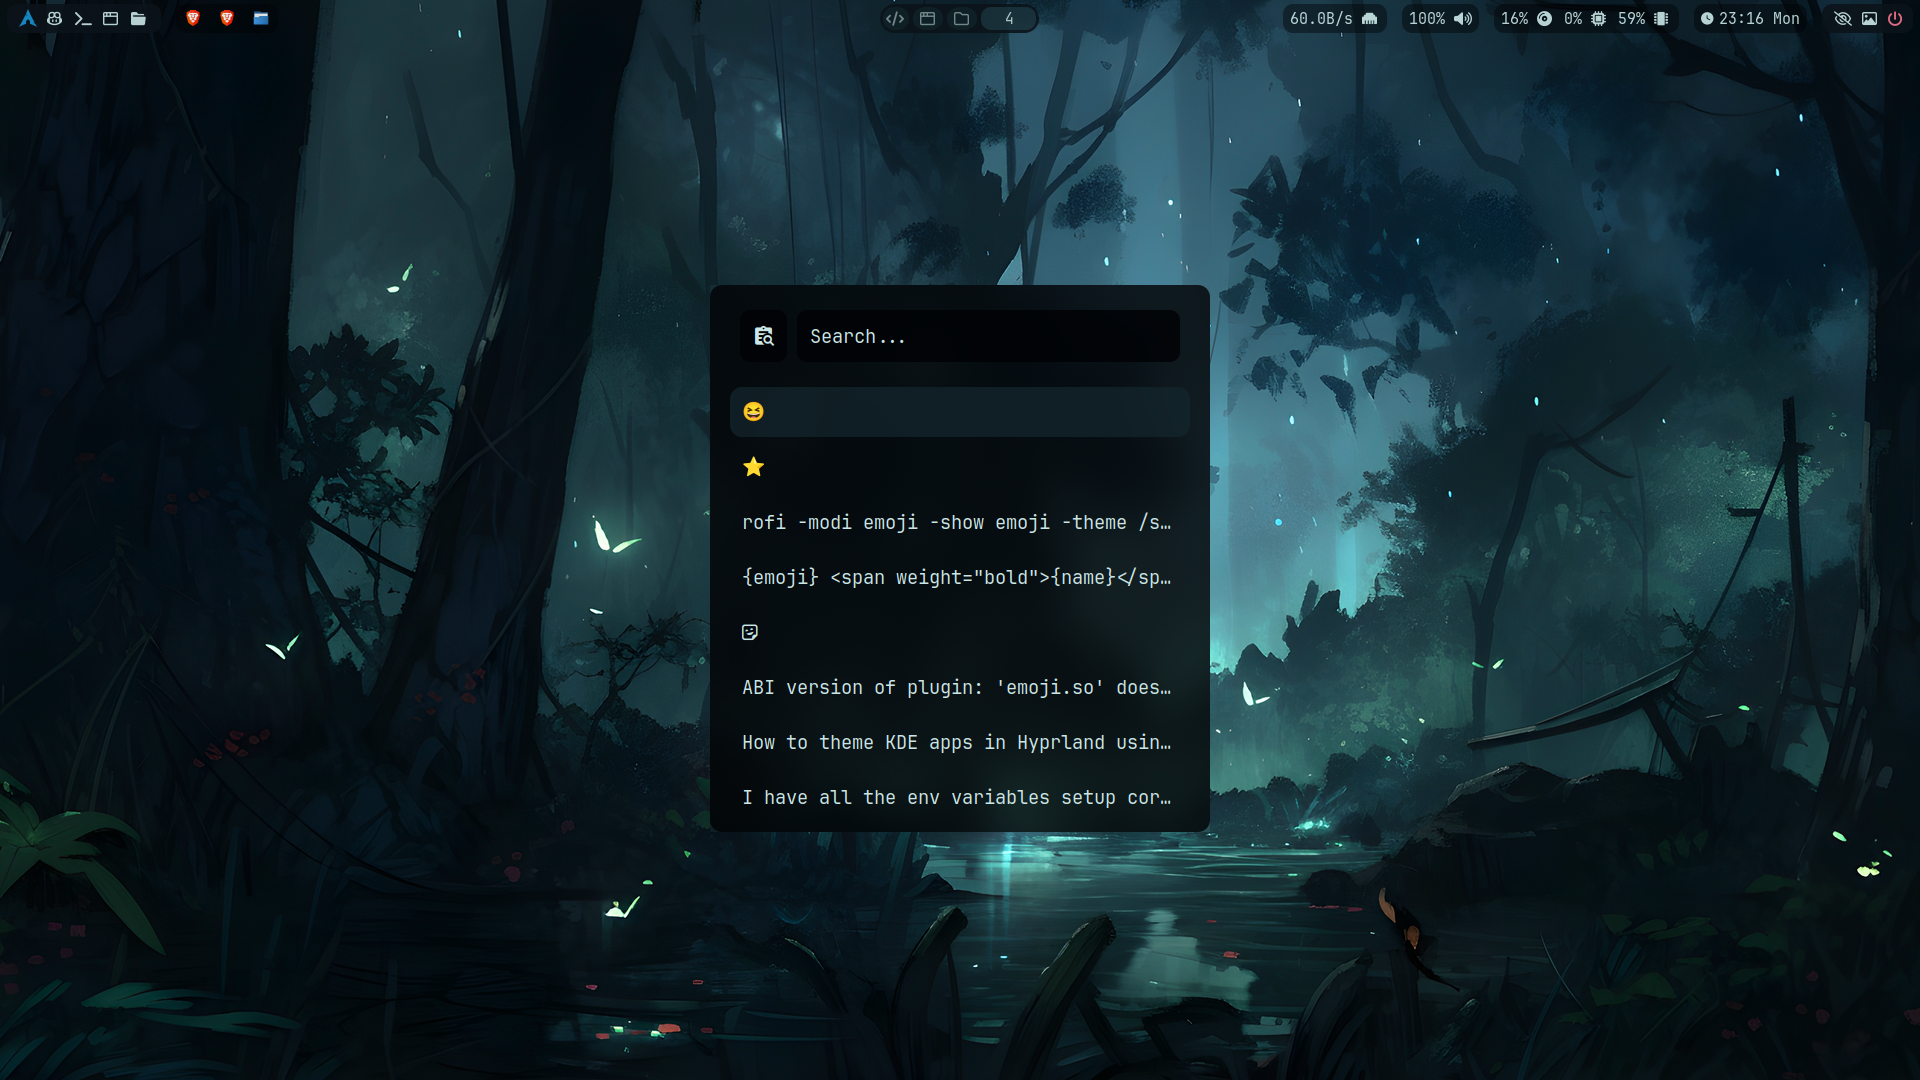 4
60.0B/s
100%
16% 0% 59%
23:16 Mon
Search...
😆
⭐
rofi -modi emoji -show emoji -theme /s…
{emoji} <span weight="bold">{name}</sp…
ABI version of plugin: 'emoji.so' does…
How to theme KDE apps in Hyprland usin…
I have all the env variables setup cor…